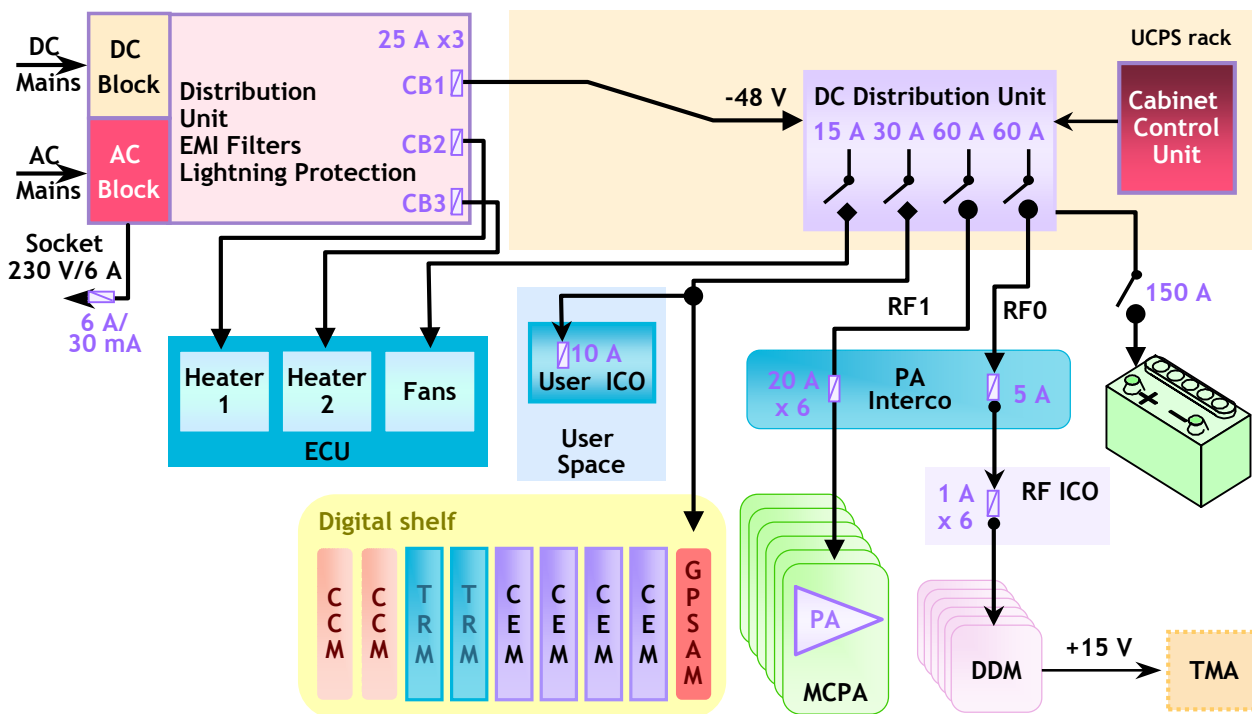 DC
Mains
DC
Block
AC
Mains
AC
Block
25 A x3
Distribution
Unit
EMI Filters
Lightning Protection
CB1
CB2
CB3
Socket
230 V/6 A
6 A/
30 mA
-48 V
UCPS rack
DC Distribution Unit
15 A 30 A 60 A 60 A
Cabinet
Control
Unit
150 A
RF1
RF0
Heater
1
Heater
2
Fans
ECU
10 A
User ICO
User
Space
20 A
x 6
PA
Interco
5 A
1 A
x 6
RF ICO
Digital shelf
CCM
CCM
TRM
TRM
CEM
CEM
CEM
CEM
GPSAM
PA
MCPA
DDM
+15 V
TMA
+
-